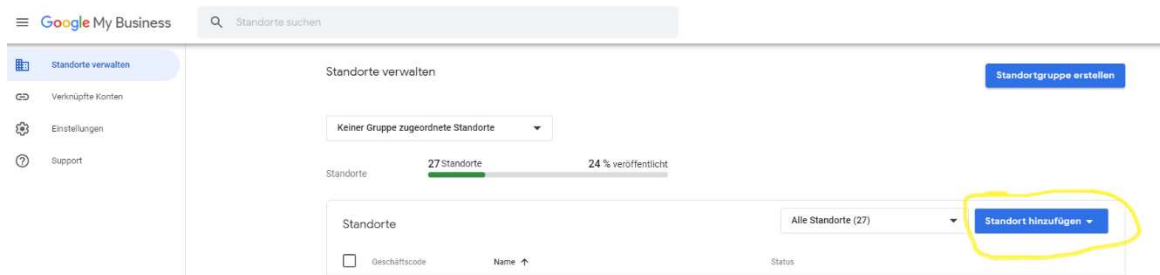 Google My Business
Standorte suchen
Standorte verwalten
Verknüpfte Konten
Einstellungen
Support
Standorte verwalten
Standortgruppe erstellen
Keiner Gruppe zugeordnete Standorte
Standorte
27 Standorte
24 % veröffentlicht
Standorte
Alle Standorte (27)
Standort hinzufügen
Geschäftscode
Name
Status